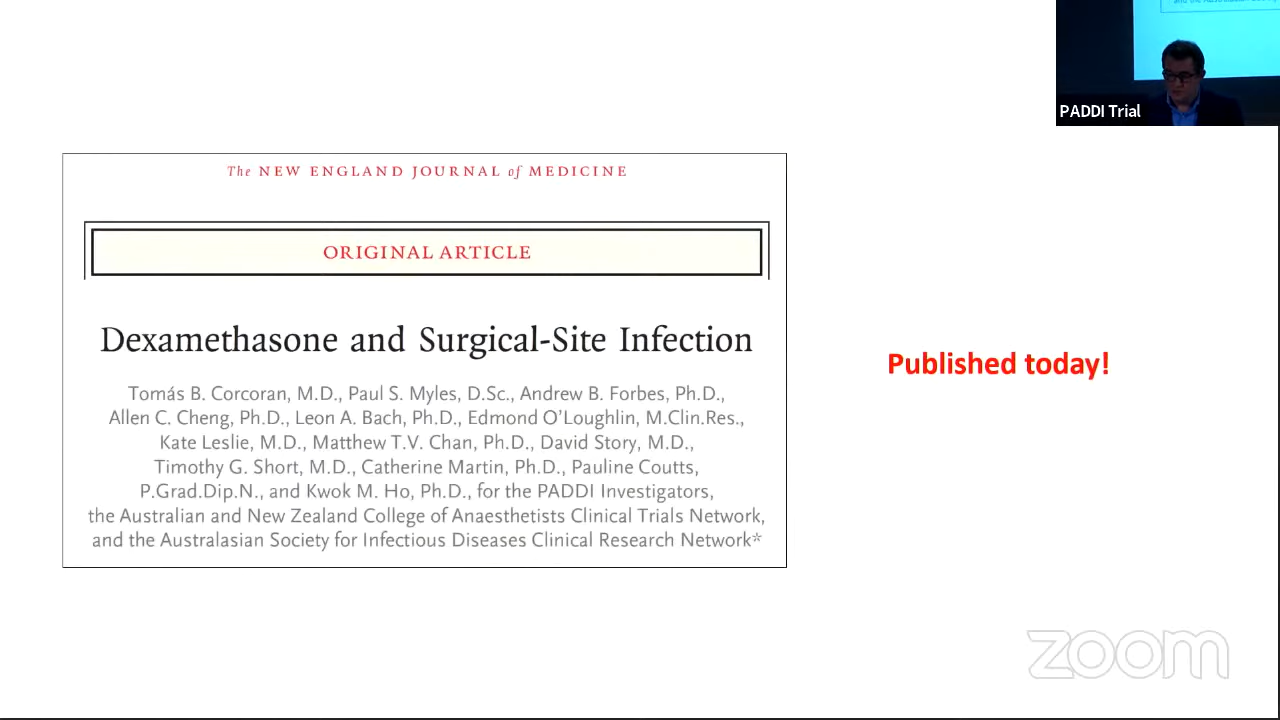 PADDI Trial
The NEW ENGLAND JOURNAL of MEDICINE
ORIGINAL ARTICLE
Dexamethasone and Surgical-Site Infection
Tomás B. Corcoran, M.D., Paul S. Myles, D.Sc., Andrew B. Forbes, Ph.D.,
Allen C. Cheng, Ph.D., Leon A. Bach, Ph.D., Edmond O'Loughlin, M.Clin.Res.,
Kate Leslie, M.D., Matthew T.V. Chan, Ph.D., David Story, M.D.,
Timothy G. Short, M.D., Catherine Martin, Ph.D., Pauline Coutts,
P.Grad.Dip.N., and Kwok M. Ho, Ph.D., for the PADDI Investigators,
the Australian and New Zealand College of Anaesthetists Clinical Trials Network,
and the Australasian Society for Infectious Diseases Clinical Research Network*
Published today!
zoom